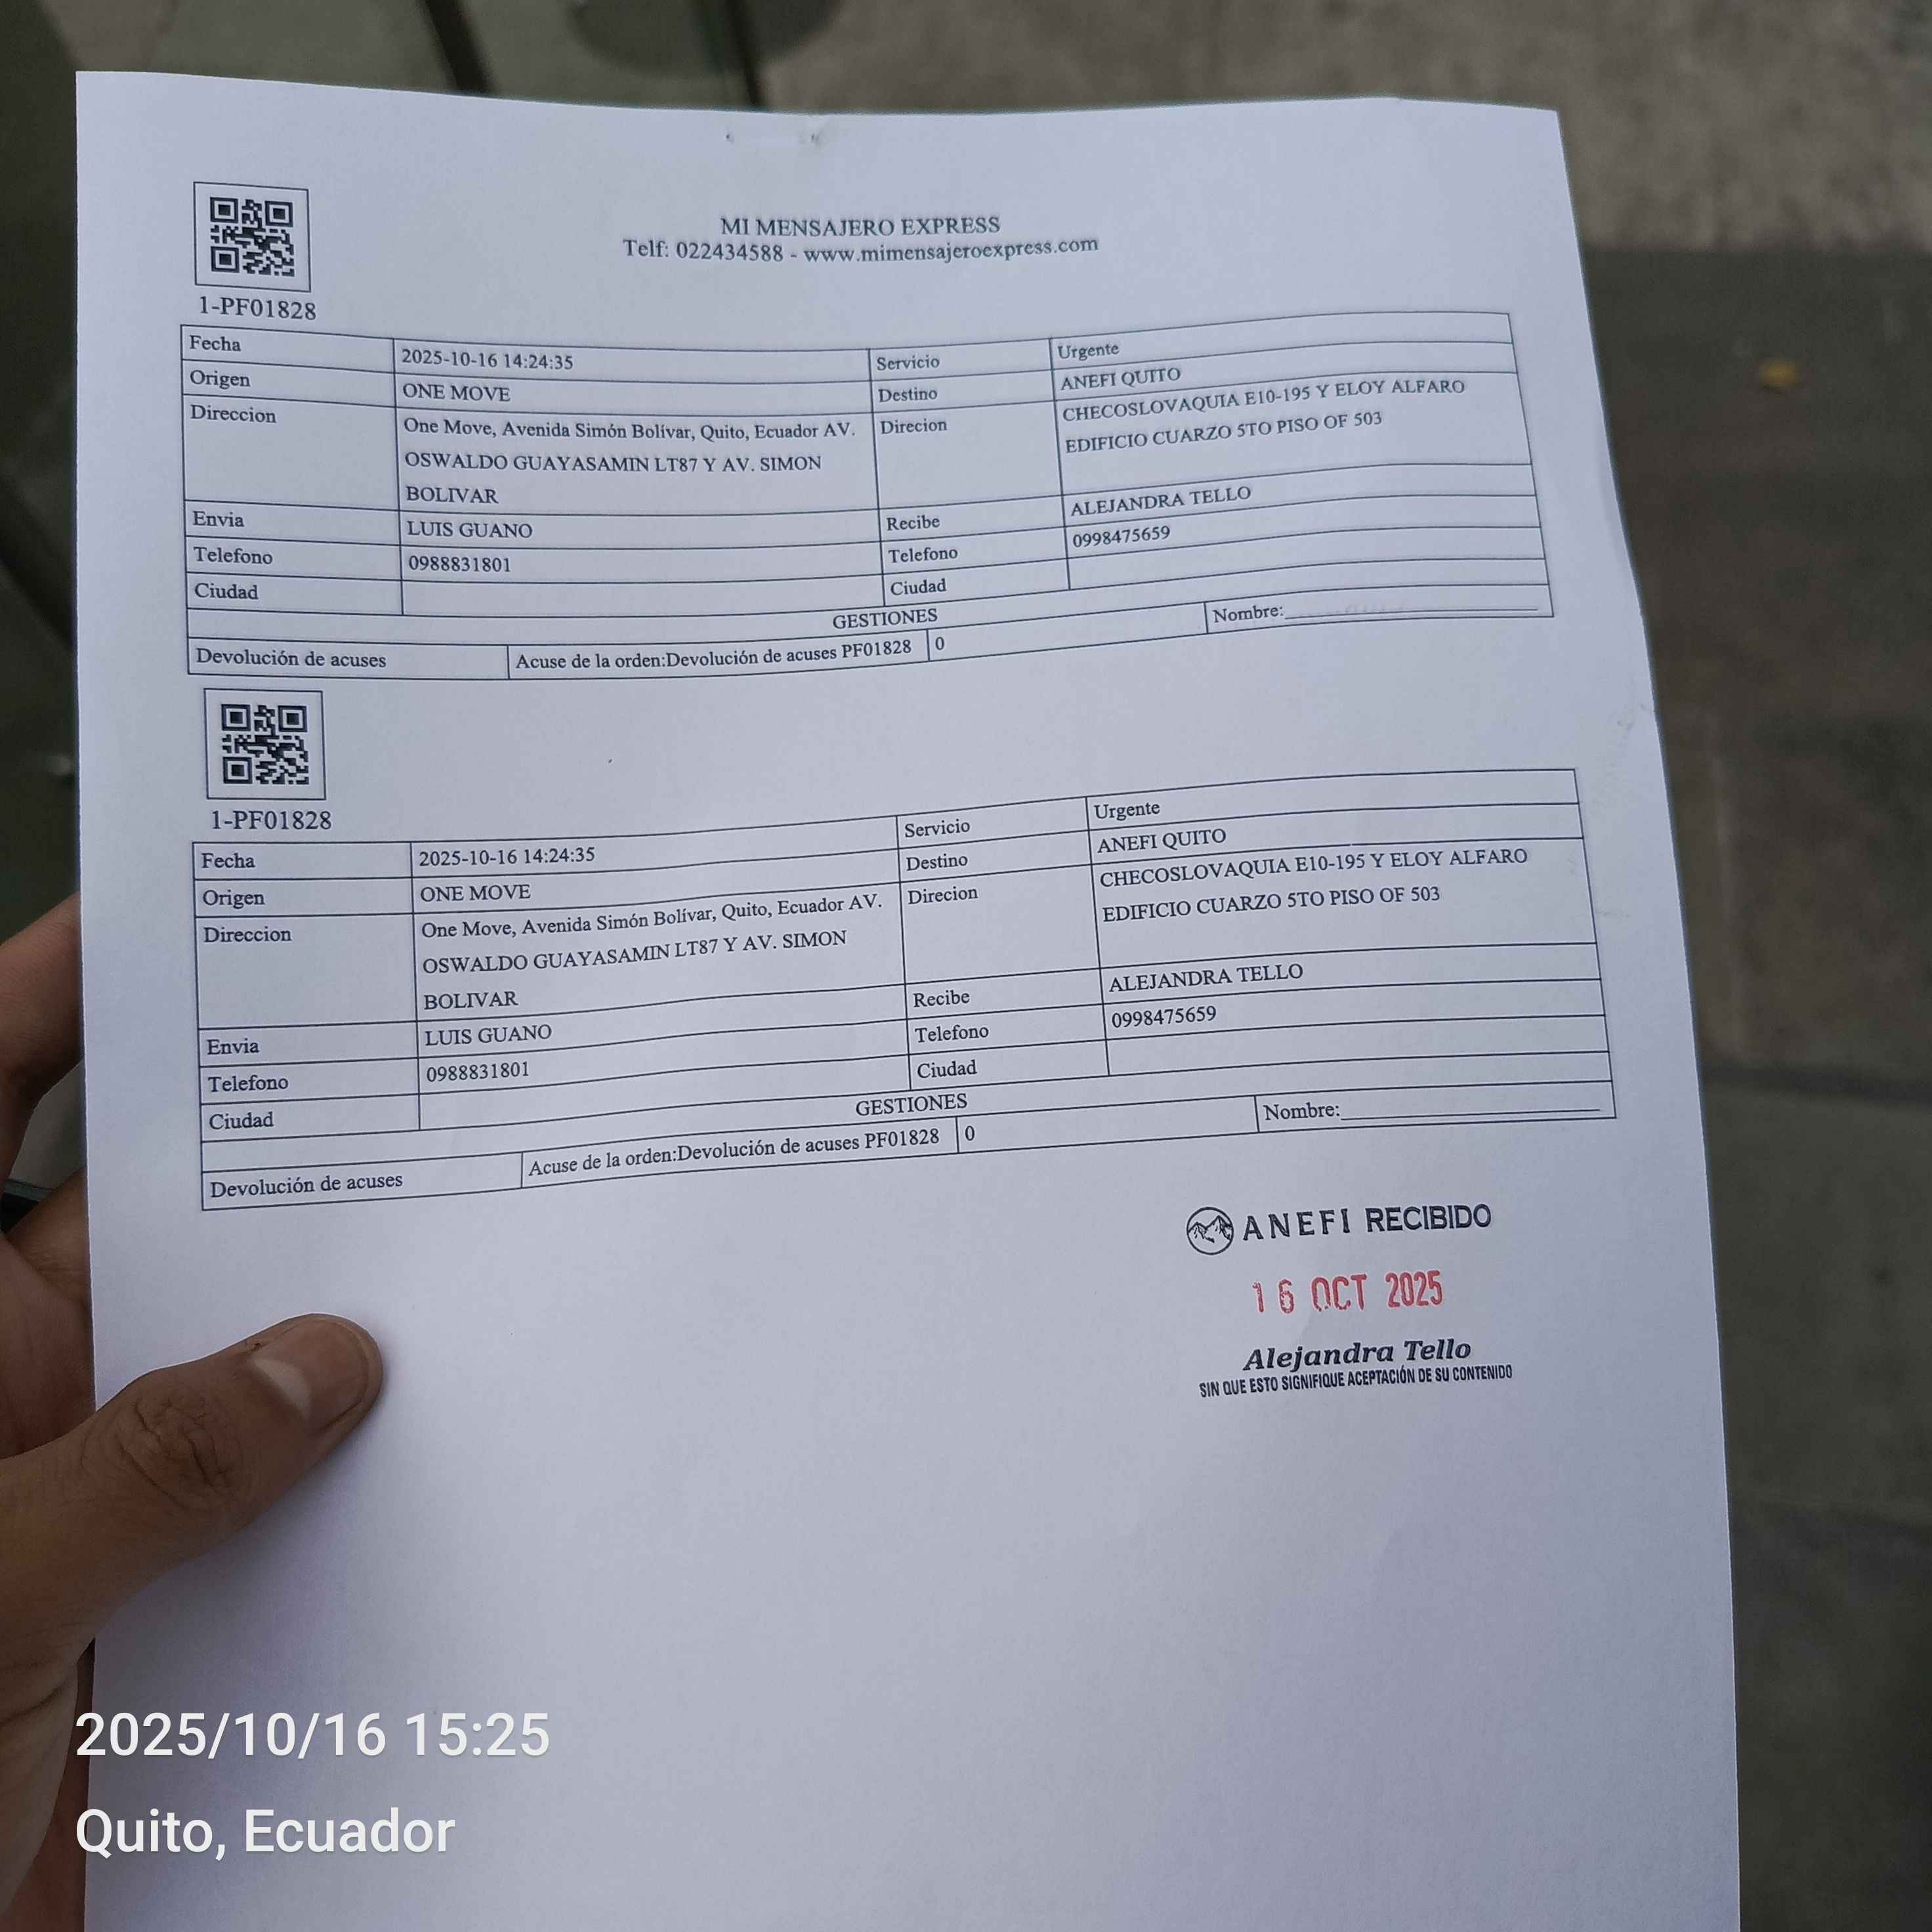 MI MENSAJERO EXPRESS
Telf: 022434588 - www.mimensajeroexpress.com
1-PF01828
Fecha 2025-10-16 14:24:35 Servicio Urgente
Origen ONE MOVE Destino ANEFI QUITO
Direccion One Move, Avenida Simón Bolívar, Quito, Ecuador AV. Direcion CHECOSLOVAQUIA E10-195 Y ELOY ALFARO
OSWALDO GUAYASAMIN LT87 Y AV. SIMON EDIFICIO CUARZO 5TO PISO OF 503
BOLIVAR
Envia LUIS GUANO Recibe ALEJANDRA TELLO
Telefono 0988831801 Telefono 0998475659
Ciudad Ciudad
GESTIONES
Devolución de acuses Acuse de la orden:Devolución de acuses PF01828 0 Nombre:
1-PF01828
Fecha 2025-10-16 14:24:35 Servicio Urgente
Origen ONE MOVE Destino ANEFI QUITO
Direccion One Move, Avenida Simón Bolívar, Quito, Ecuador AV. Direcion CHECOSLOVAQUIA E10-195 Y ELOY ALFARO
OSWALDO GUAYASAMIN LT87 Y AV. SIMON EDIFICIO CUARZO 5TO PISO OF 503
BOLIVAR
Envia LUIS GUANO Recibe ALEJANDRA TELLO
Telefono 0988831801 Telefono 0998475659
Ciudad Ciudad
GESTIONES
Devolución de acuses Acuse de la orden:Devolución de acuses PF01828 0 Nombre:
ANEFI RECIBIDO
16 OCT 2025
Alejandra Tello
SIN QUE ESTO SIGNIFIQUE ACEPTACIÓN DE SU CONTENIDO
2025/10/16 15:25
Quito, Ecuador